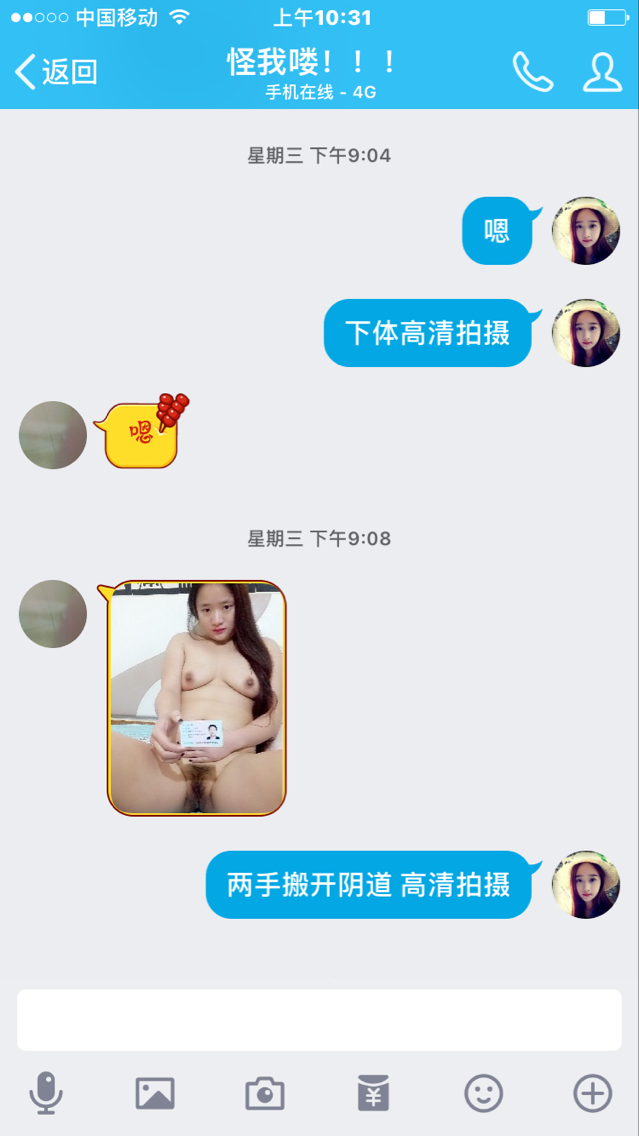 中国移动
上午10:31
返回
怪我喽！！！
手机在线 - 4G
星期三 下午9:04
嗯
下体高清拍摄
嗯
星期三 下午9:08
两手搬开阴道 高清拍摄